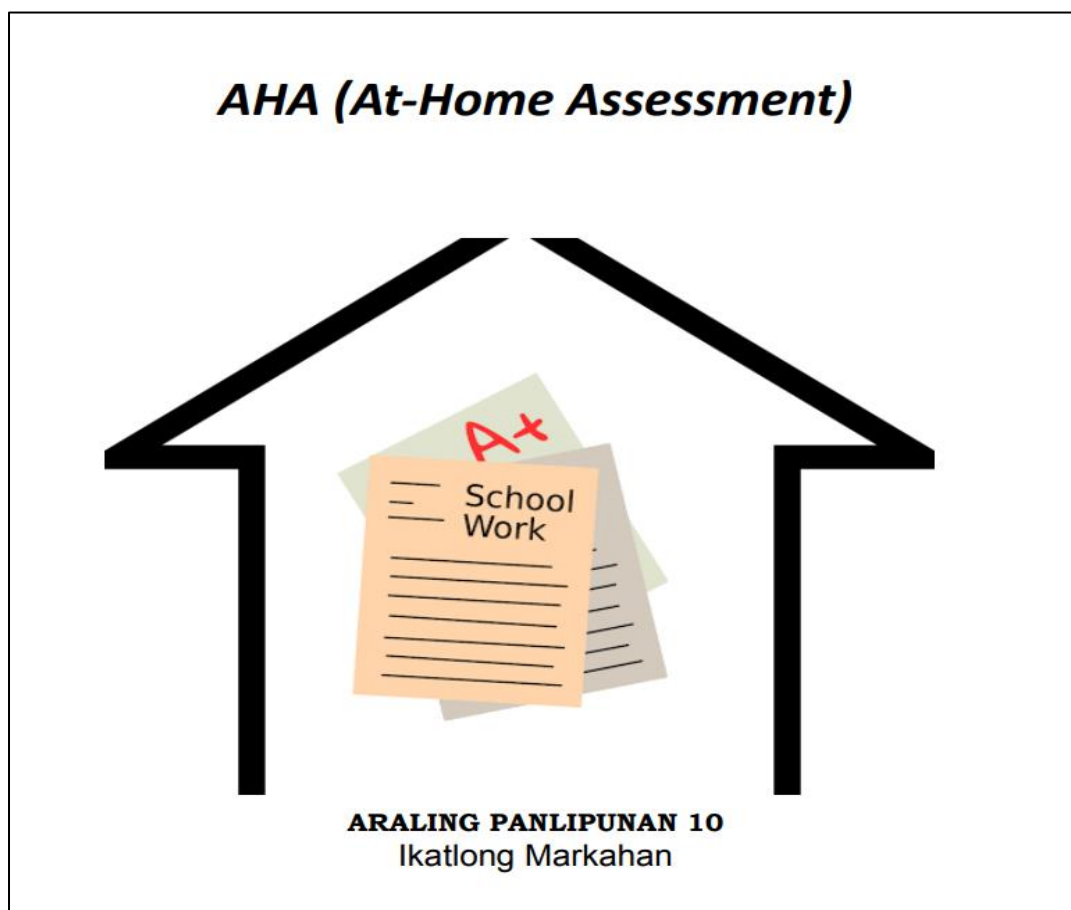 AHA (At-Home Assessment)
A+
School
Work
ARALING PANLIPUNAN 10
Ikatlong Markahan